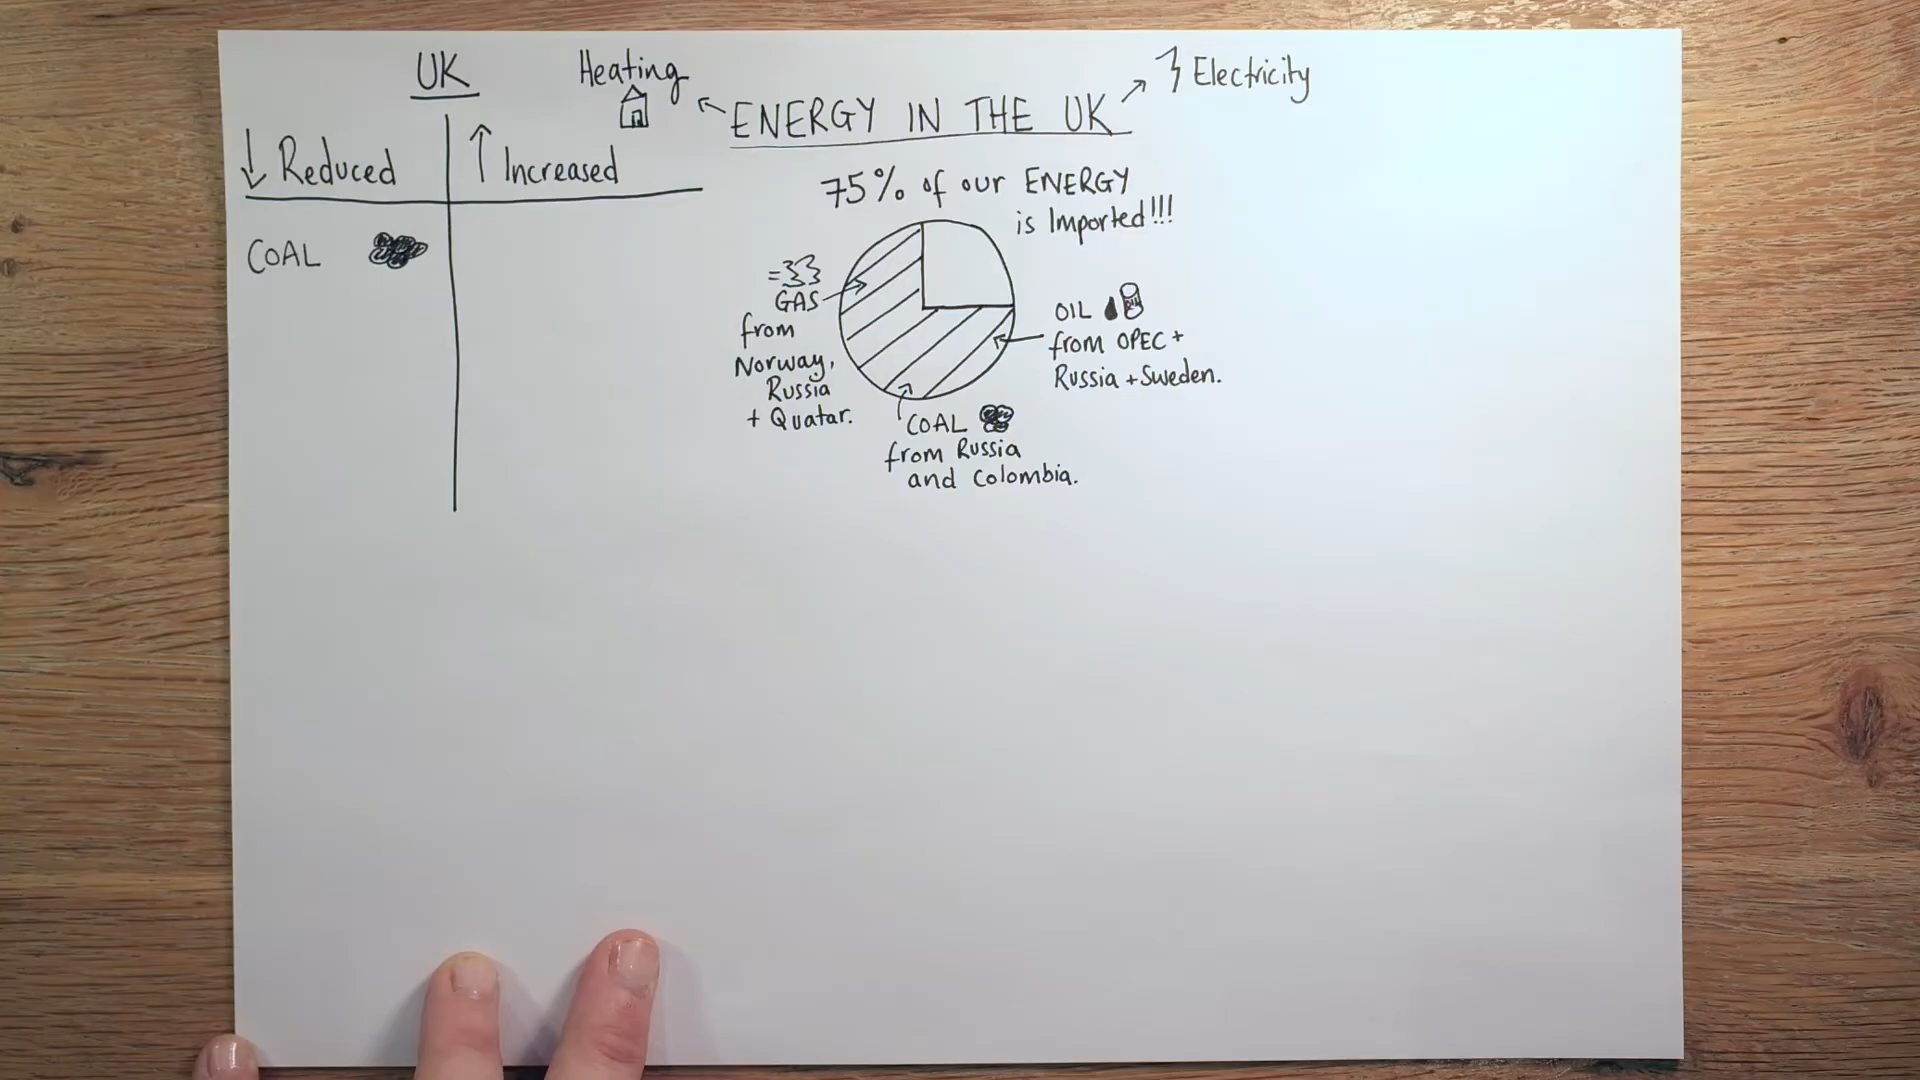 UK
↓ Reduced
↑ Increased
COAL
Heating
ENERGY IN THE UK
Electricity
75% of our ENERGY
is Imported!!!
GAS
from
Norway,
Russia
+ Quatar.
COAL
from Russia
and Colombia.
OIL
from OPEC +
Russia + Sweden.